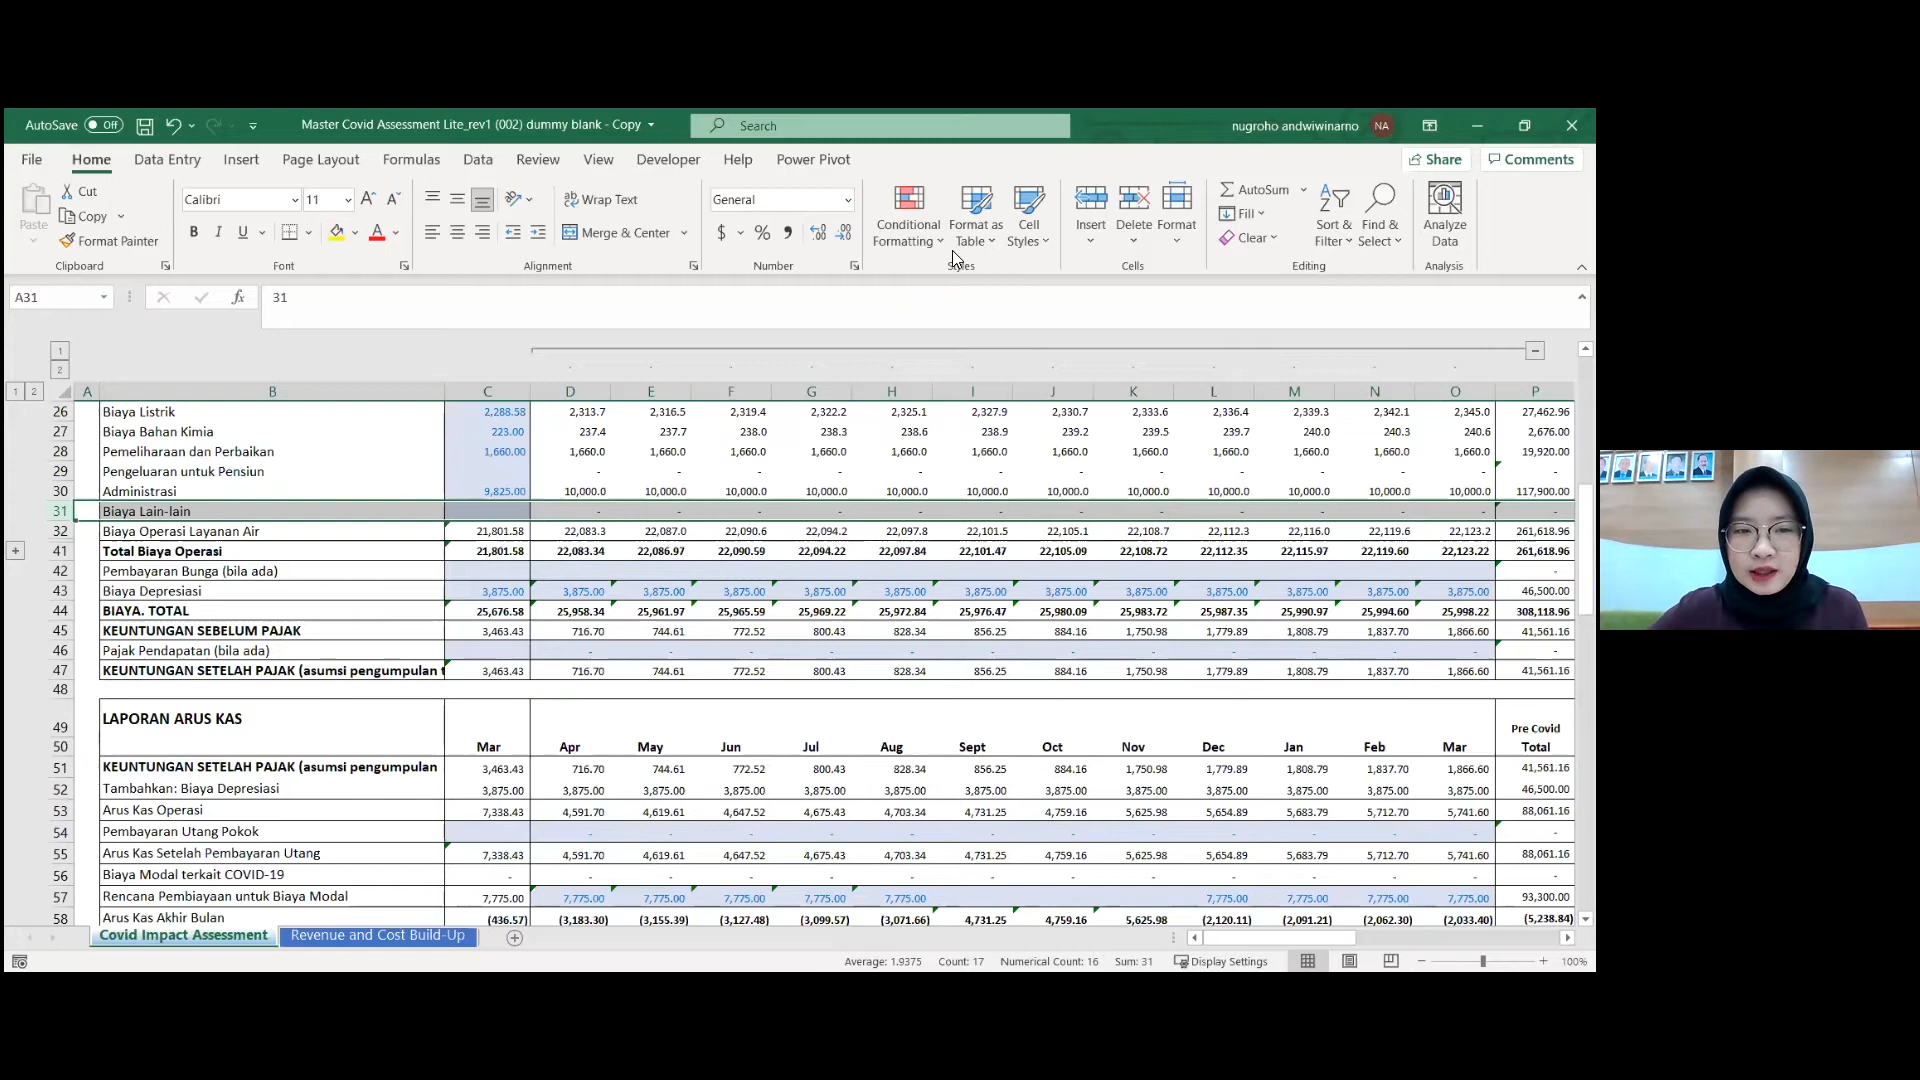 AutoSave Off Master Covid Assessment Lite_rev1 (002) dummy blank - Copy Search nugroho andwiwinarno NA
File Home Data Entry Insert Page Layout Formulas Data Review View Developer Help Power Pivot Share Comments
Paste Cut Copy Format Painter Calibri 11 B I U A Wrap Text Merge & Center General $ % Conditional Formatting Format as Table Cell Styles Insert Delete Format AutoSum Fill Clear Sort & Filter Find & Select Analyze Data
Clipboard Font Alignment Number Styles Cells Editing Analysis
A31 fx 31
1
2
1 2 A B C D E F G H I J K L M N O P
26 Biaya Listrik 2,288.58 2,313.7 2,316.5 2,319.4 2,322.2 2,325.1 2,327.9 2,330.7 2,333.6 2,336.4 2,339.3 2,342.1 2,345.0 27,462.96
27 Biaya Bahan Kimia 223.00 237.4 237.7 238.0 238.3 238.6 238.9 239.2 239.5 239.7 240.0 240.3 240.6 2,676.00
28 Pemeliharaan dan Perbaikan 1,660.00 1,660.0 1,660.0 1,660.0 1,660.0 1,660.0 1,660.0 1,660.0 1,660.0 1,660.0 1,660.0 1,660.0 1,660.0 19,920.00
29 Pengeluaran untuk Pensiun - - - - - - - - - - - - -
30 Administrasi 9,825.00 10,000.0 10,000.0 10,000.0 10,000.0 10,000.0 10,000.0 10,000.0 10,000.0 10,000.0 10,000.0 10,000.0 10,000.0 117,900.00
31 Biaya Lain-lain - - - - - - - - - - - - -
32 Biaya Operasi Layanan Air 21,801.58 22,083.3 22,087.0 22,090.6 22,094.2 22,097.8 22,101.5 22,105.1 22,108.7 22,112.3 22,116.0 22,119.6 22,123.2 261,618.96
41 Total Biaya Operasi 21,801.58 22,083.34 22,086.97 22,090.59 22,094.22 22,097.84 22,101.47 22,105.09 22,108.72 22,112.35 22,115.97 22,119.60 22,123.22 261,618.96
42 Pembayaran Bunga (bila ada) -
43 Biaya Depresiasi 3,875.00 3,875.00 3,875.00 3,875.00 3,875.00 3,875.00 3,875.00 3,875.00 3,875.00 3,875.00 3,875.00 3,875.00 3,875.00 46,500.00
44 BIAYA. TOTAL 25,676.58 25,958.34 25,961.97 25,965.59 25,969.22 25,972.84 25,976.47 25,980.09 25,983.72 25,987.35 25,990.97 25,994.60 25,998.22 308,118.96
45 KEUNTUNGAN SEBELUM PAJAK 3,463.43 716.70 744.61 772.52 800.43 828.34 856.25 884.16 1,750.98 1,779.89 1,808.79 1,837.70 1,866.60 41,561.16
46 Pajak Pendapatan (bila ada) - - - - - - - - - - - - -
47 KEUNTUNGAN SETELAH PAJAK (asumsi pengumpulan t 3,463.43 716.70 744.61 772.52 800.43 828.34 856.25 884.16 1,750.98 1,779.89 1,808.79 1,837.70 1,866.60 41,561.16
48
49 LAPORAN ARUS KAS Pre Covid
50 Mar Apr May Jun Jul Aug Sept Oct Nov Dec Jan Feb Mar Total
51 KEUNTUNGAN SETELAH PAJAK (asumsi pengumpulan 3,463.43 716.70 744.61 772.52 800.43 828.34 856.25 884.16 1,750.98 1,779.89 1,808.79 1,837.70 1,866.60 41,561.16
52 Tambahkan: Biaya Depresiasi 3,875.00 3,875.00 3,875.00 3,875.00 3,875.00 3,875.00 3,875.00 3,875.00 3,875.00 3,875.00 3,875.00 3,875.00 3,875.00 46,500.00
53 Arus Kas Operasi 7,338.43 4,591.70 4,619.61 4,647.52 4,675.43 4,703.34 4,731.25 4,759.16 5,625.98 5,654.89 5,683.79 5,712.70 5,741.60 88,061.16
54 Pembayaran Utang Pokok - - - - - - - - - - - - -
55 Arus Kas Setelah Pembayaran Utang 7,338.43 4,591.70 4,619.61 4,647.52 4,675.43 4,703.34 4,731.25 4,759.16 5,625.98 5,654.89 5,683.79 5,712.70 5,741.60 88,061.16
56 Biaya Modal terkait COVID-19 - - - - - - - - - - - - - -
57 Rencana Pembiayaan untuk Biaya Modal 7,775.00 7,775.00 7,775.00 7,775.00 7,775.00 7,775.00 7,775.00 7,775.00 7,775.00 7,775.00 93,300.00
58 Arus Kas Akhir Bulan (436.57) (3,183.30) (3,155.39) (3,127.48) (3,099.57) (3,071.66) 4,731.25 4,759.16 5,625.98 (2,120.11) (2,091.21) (2,062.30) (2,033.40) (5,238.84)
Covid Impact Assessment Revenue and Cost Build-Up
Average: 1.9375 Count: 17 Numerical Count: 16 Sum: 31 Display Settings 100%